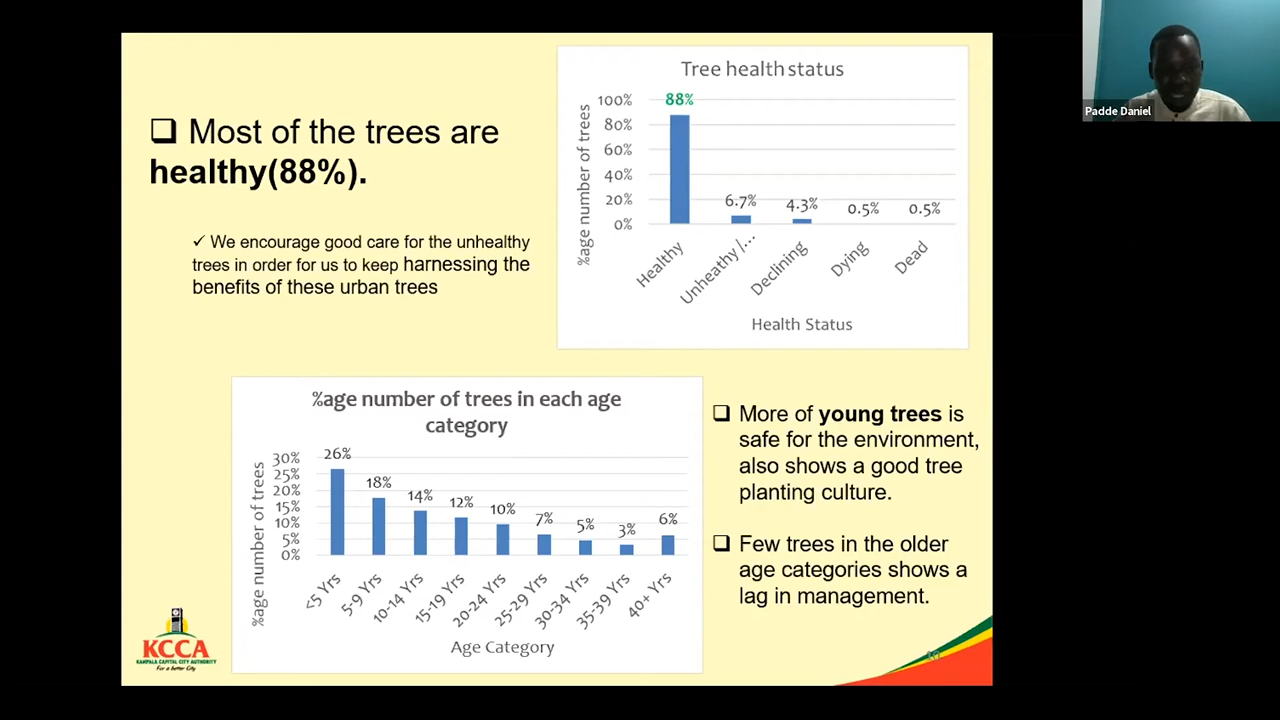 ❑ Most of the trees are
healthy(88%).
✓ We encourage good care for the unhealthy
trees in order for us to keep harnessing the
benefits of these urban trees
Tree health status
%age number of trees
100%
80%
60%
40%
20%
0%
88%
6.7%
4.3%
0.5%
0.5%
Healthy
Unheathy /...
Declining
Dying
Dead
Health Status
Padde Daniel
%age number of trees in each age
category
%age number of trees
30%
25%
20%
15%
10%
5%
0%
26%
18%
14%
12%
10%
7%
5%
3%
6%
<5 Yrs
5-9 Yrs
10-14 Yrs
15-19 Yrs
20-24 Yrs
25-29 Yrs
30-34 Yrs
35-39 Yrs
40+ Yrs
Age Category
❑ More of young trees is
safe for the environment,
also shows a good tree
planting culture.
❑ Few trees in the older
age categories shows a
lag in management.
KCCA
KAMPALA CAPITAL CITY AUTHORITY
For a better City